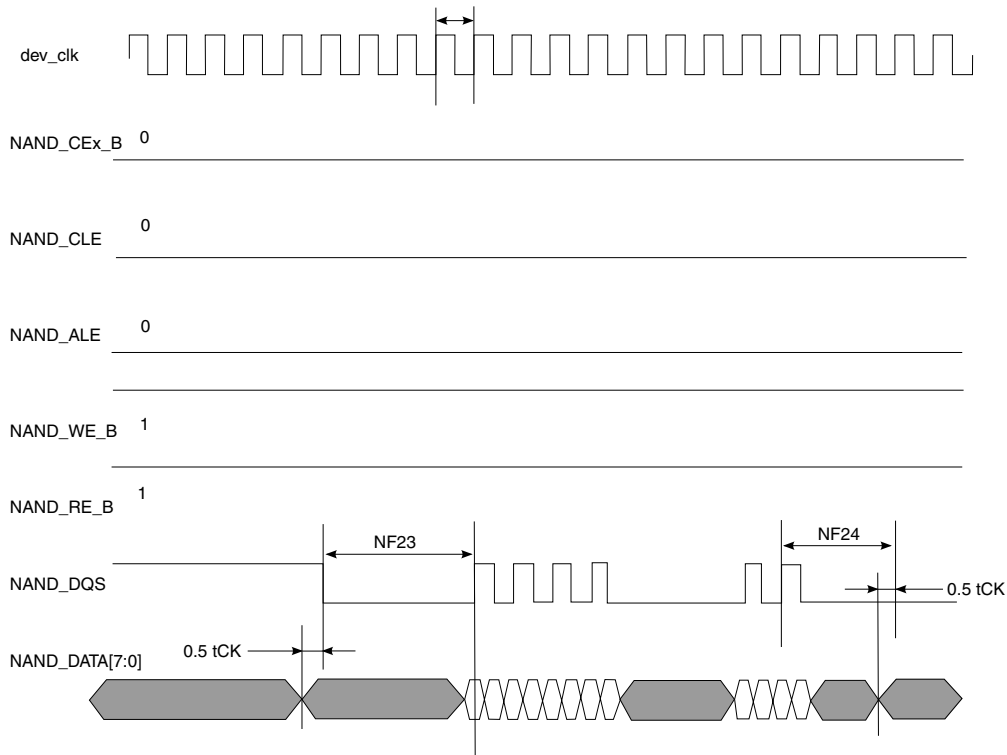 dev_clk
NAND_CEx_B 0
NAND_CLE 0
NAND_ALE 0
NAND_WE_B 1
NAND_RE_B 1
NF23
NF24
NAND_DQS
0.5 tCK
0.5 tCK
NAND_DATA[7:0]